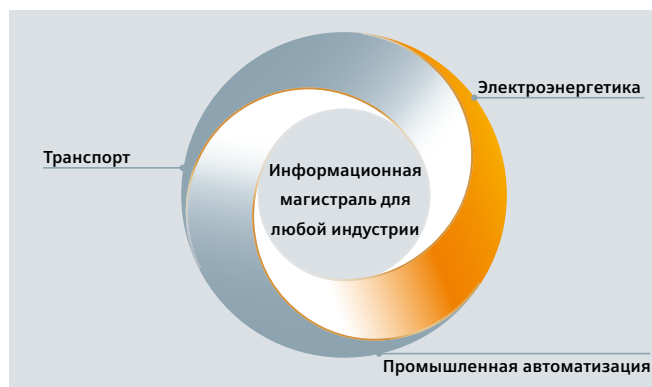 Электроэнергетика
Транспорт
Информационная
магистраль для
любой индустрии
Промышленная автоматизация